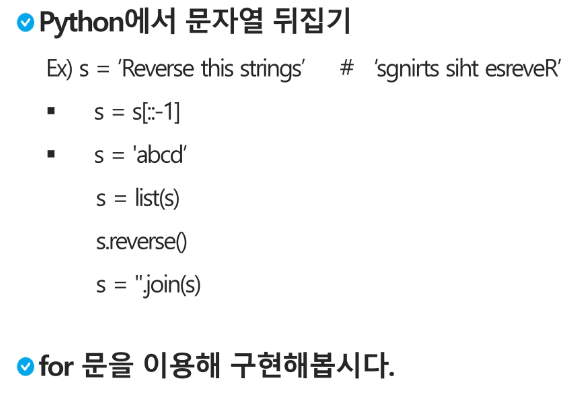 Python에서 문자열 뒤집기
Ex) s = ‘Reverse this strings’ # ‘sgnirts siht esreveR’
▪ s = s[::-1]
▪ s = 'abcd‘
s = list(s)
s.reverse()
s = ''.join(s)
for 문을 이용해 구현해봅시다.